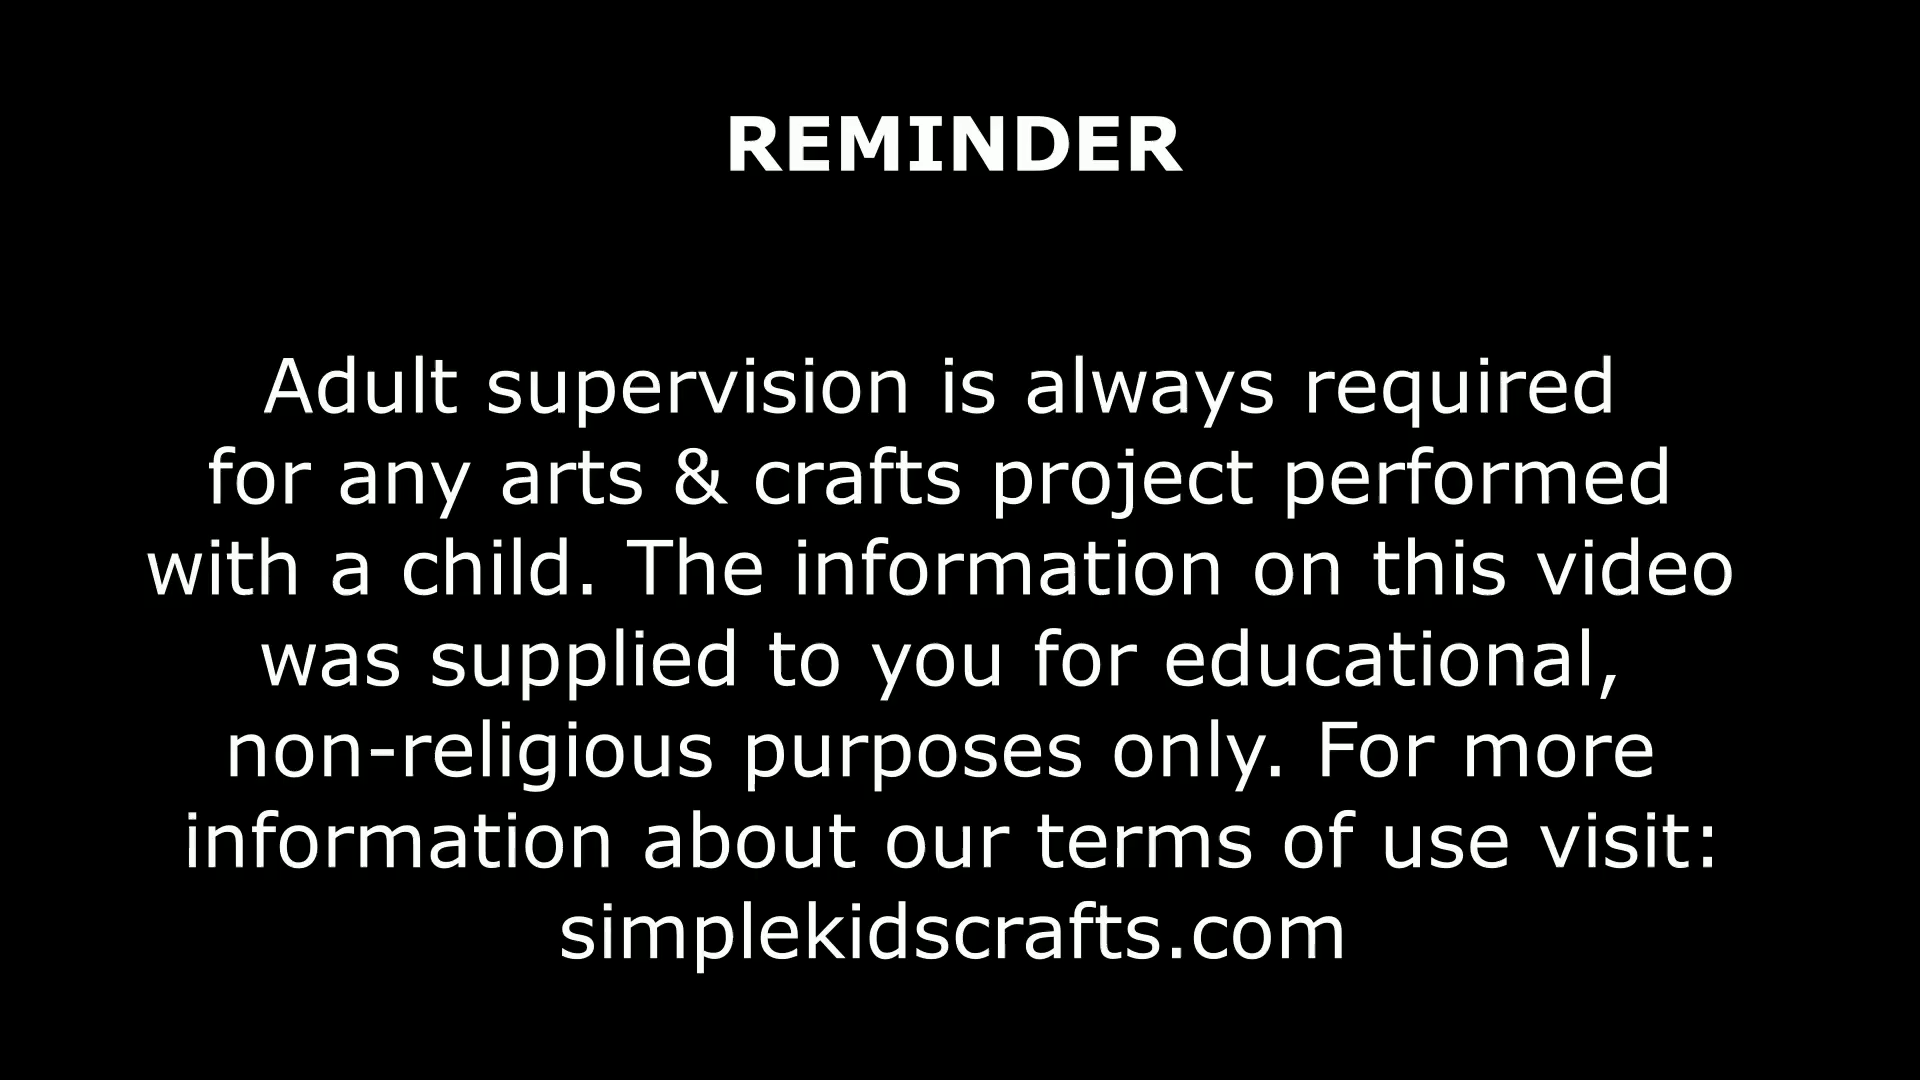 REMINDER
Adult supervision is always required
for any arts & crafts project performed
with a child. The information on this video
was supplied to you for educational,
non-religious purposes only. For more
information about our terms of use visit:
simplekidscrafts.com